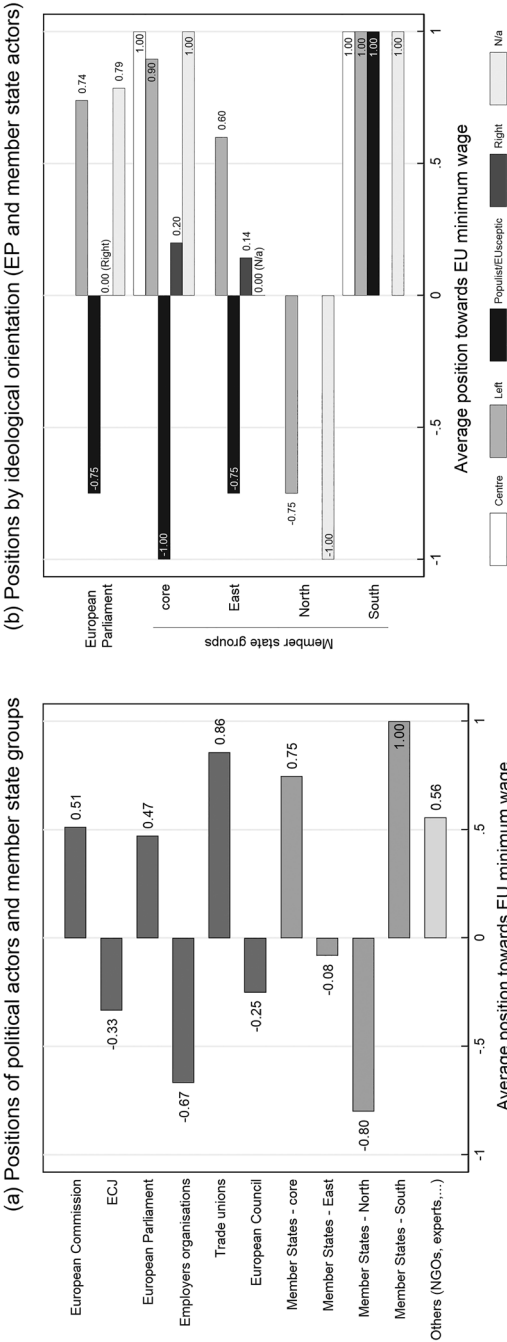 (a) Positions of political actors and member state groups
European Commission
0.51
ECJ
-0.33
European Parliament
0.47
Employers organisations
-0.67
Trade unions
0.86
European Council
-0.25
Member States - core
0.75
Member States - East
-0.08
Member States - North
-0.80
Member States - South
1.00
Others (NGOs, experts,...)
0.56
-1 -.5 0 .5 1
Average position towards EU minimum wage
(b) Positions by ideological orientation (EP and member state actors)
European
Parliament
0.74
-0.75
0.00 (Right)
0.79
Member state groups
core
1.00
0.90
-1.00
0.20
1.00
East
0.60
-0.75
0.14
0.00 (N/a)
North
-0.75
-1.00
South
1.00
1.00
1.00
1.00
-1 -.5 0 .5 1
Average position towards EU minimum wage
Centre Left Populist/EUsceptic Right N/a